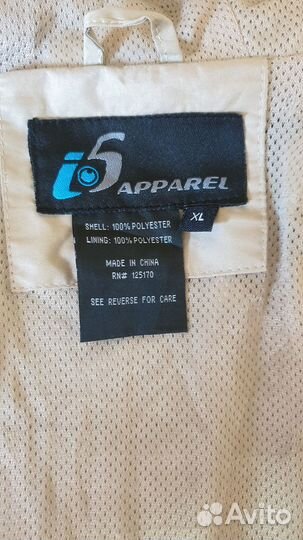 i5 APPAREL
XL
SHELL: 100% POLYESTER
LINING: 100% POLYESTER
MADE IN CHINA
RN# 125170
SEE REVERSE FOR CARE
Avito